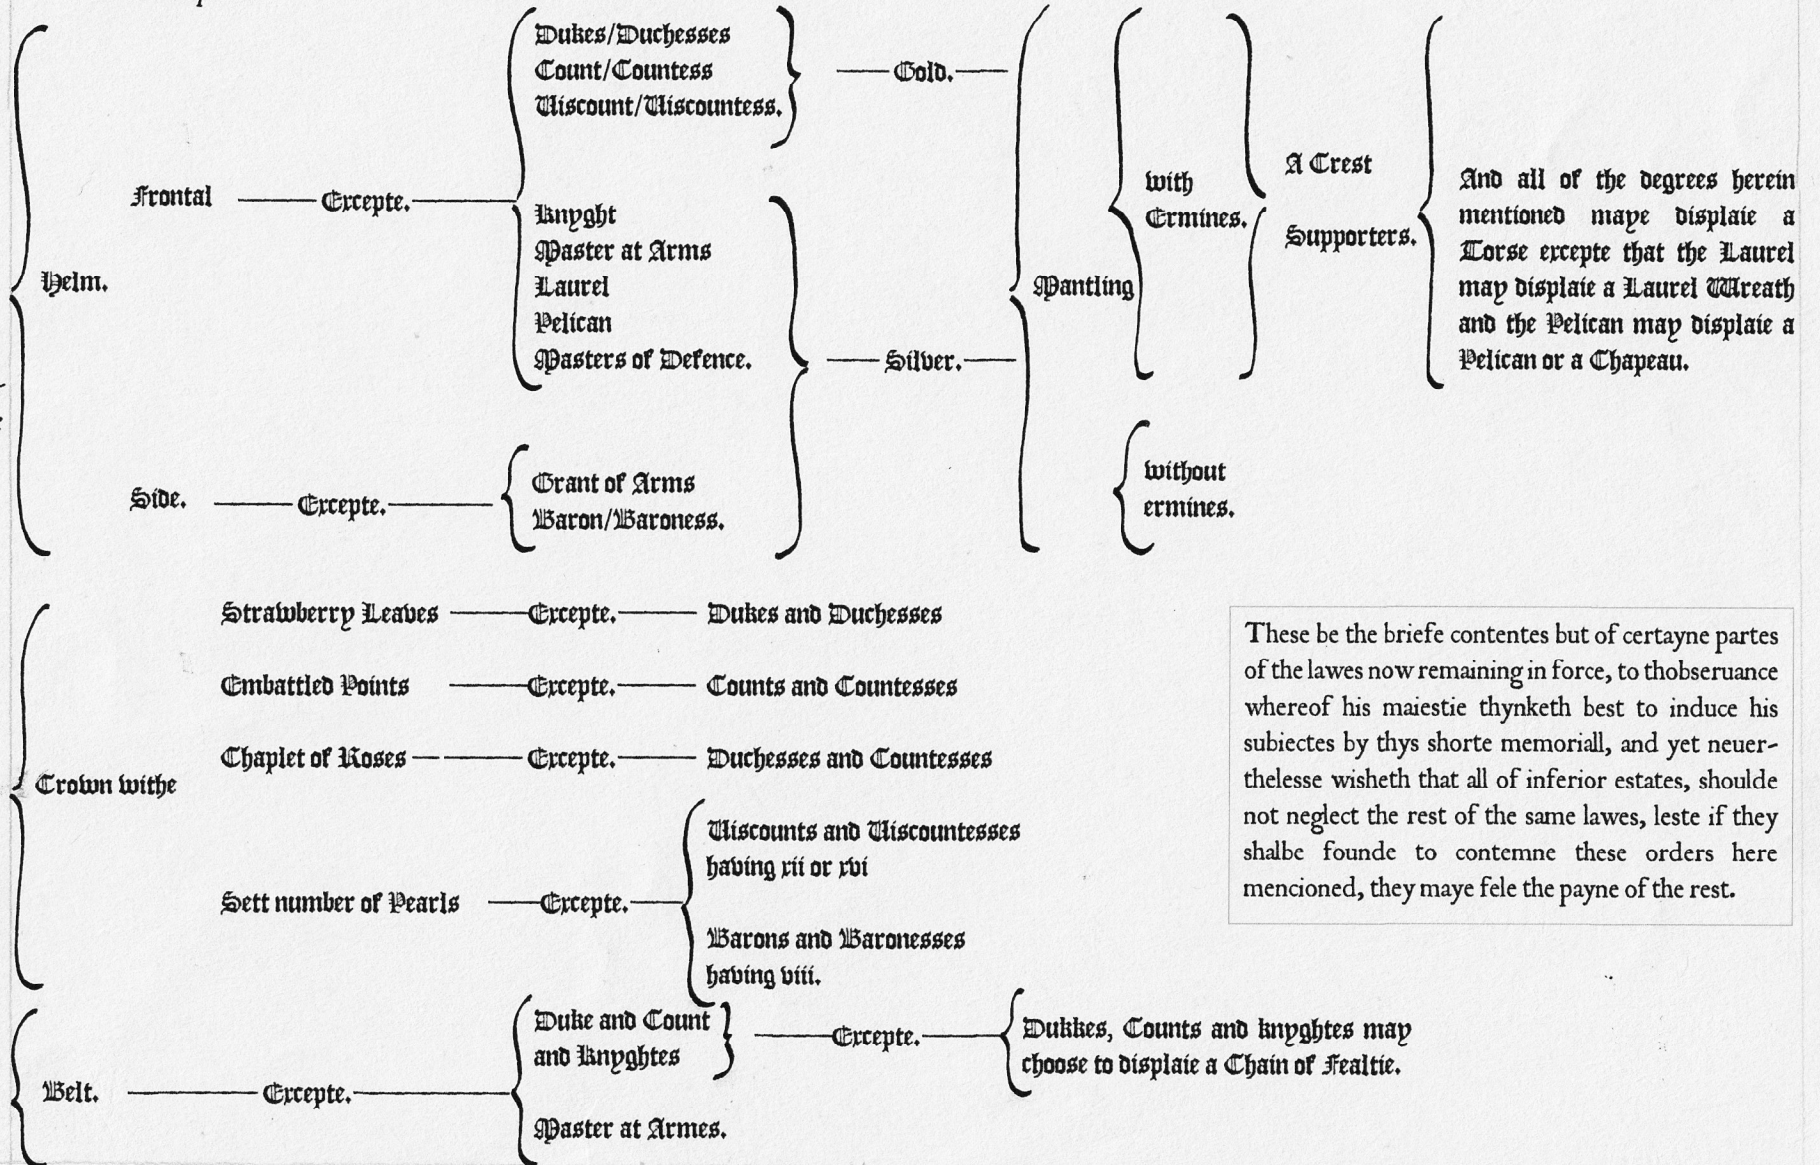 Helm.
Frontal
Excepte.
Dukes/Duchesses
Count/Countess
Viscount/Viscountess.
Gold.
Knyght
Master at Arms
Laurel
Pelican
Masters of Defence.
Silver.
Side.
Excepte.
Grant of Arms
Baron/Baroness.
Mantling
with
Ermines.
without
ermines.
A Crest
Supporters.
And all of the degrees herein
mentioned maye displaie a
Torse excepte that the Laurel
may displaie a Laurel Wreath
and the Pelican may displaie a
Pelican or a Chapeau.
Crown withe
Strawberry Leaves
Excepte.
Dukes and Duchesses
Embattled Points
Excepte.
Counts and Countesses
Chaplet of Roses
Excepte.
Duchesses and Countesses
Sett number of Pearls
Excepte.
Viscounts and Viscountesses
having xii or xvi
Barons and Baronesses
having viii.
These be the briefe contentes but of certayne partes
of the lawes now remaining in force, to thobseruance
whereof his maiestie thynketh best to induce his
subiectes by thys shorte memoriall, and yet neuer-
thelesse wisheth that all of inferior estates, shoulde
not neglect the rest of the same lawes, leste if they
shalbe founde to contemne these orders here
mencioned, they maye fele the payne of the rest.
Belt.
Excepte.
Duke and Count
and Knyghtes
Excepte.
Dukkes, Counts and knyghtes may
choose to displaie a Chain of Fealtie.
Master at Armes.